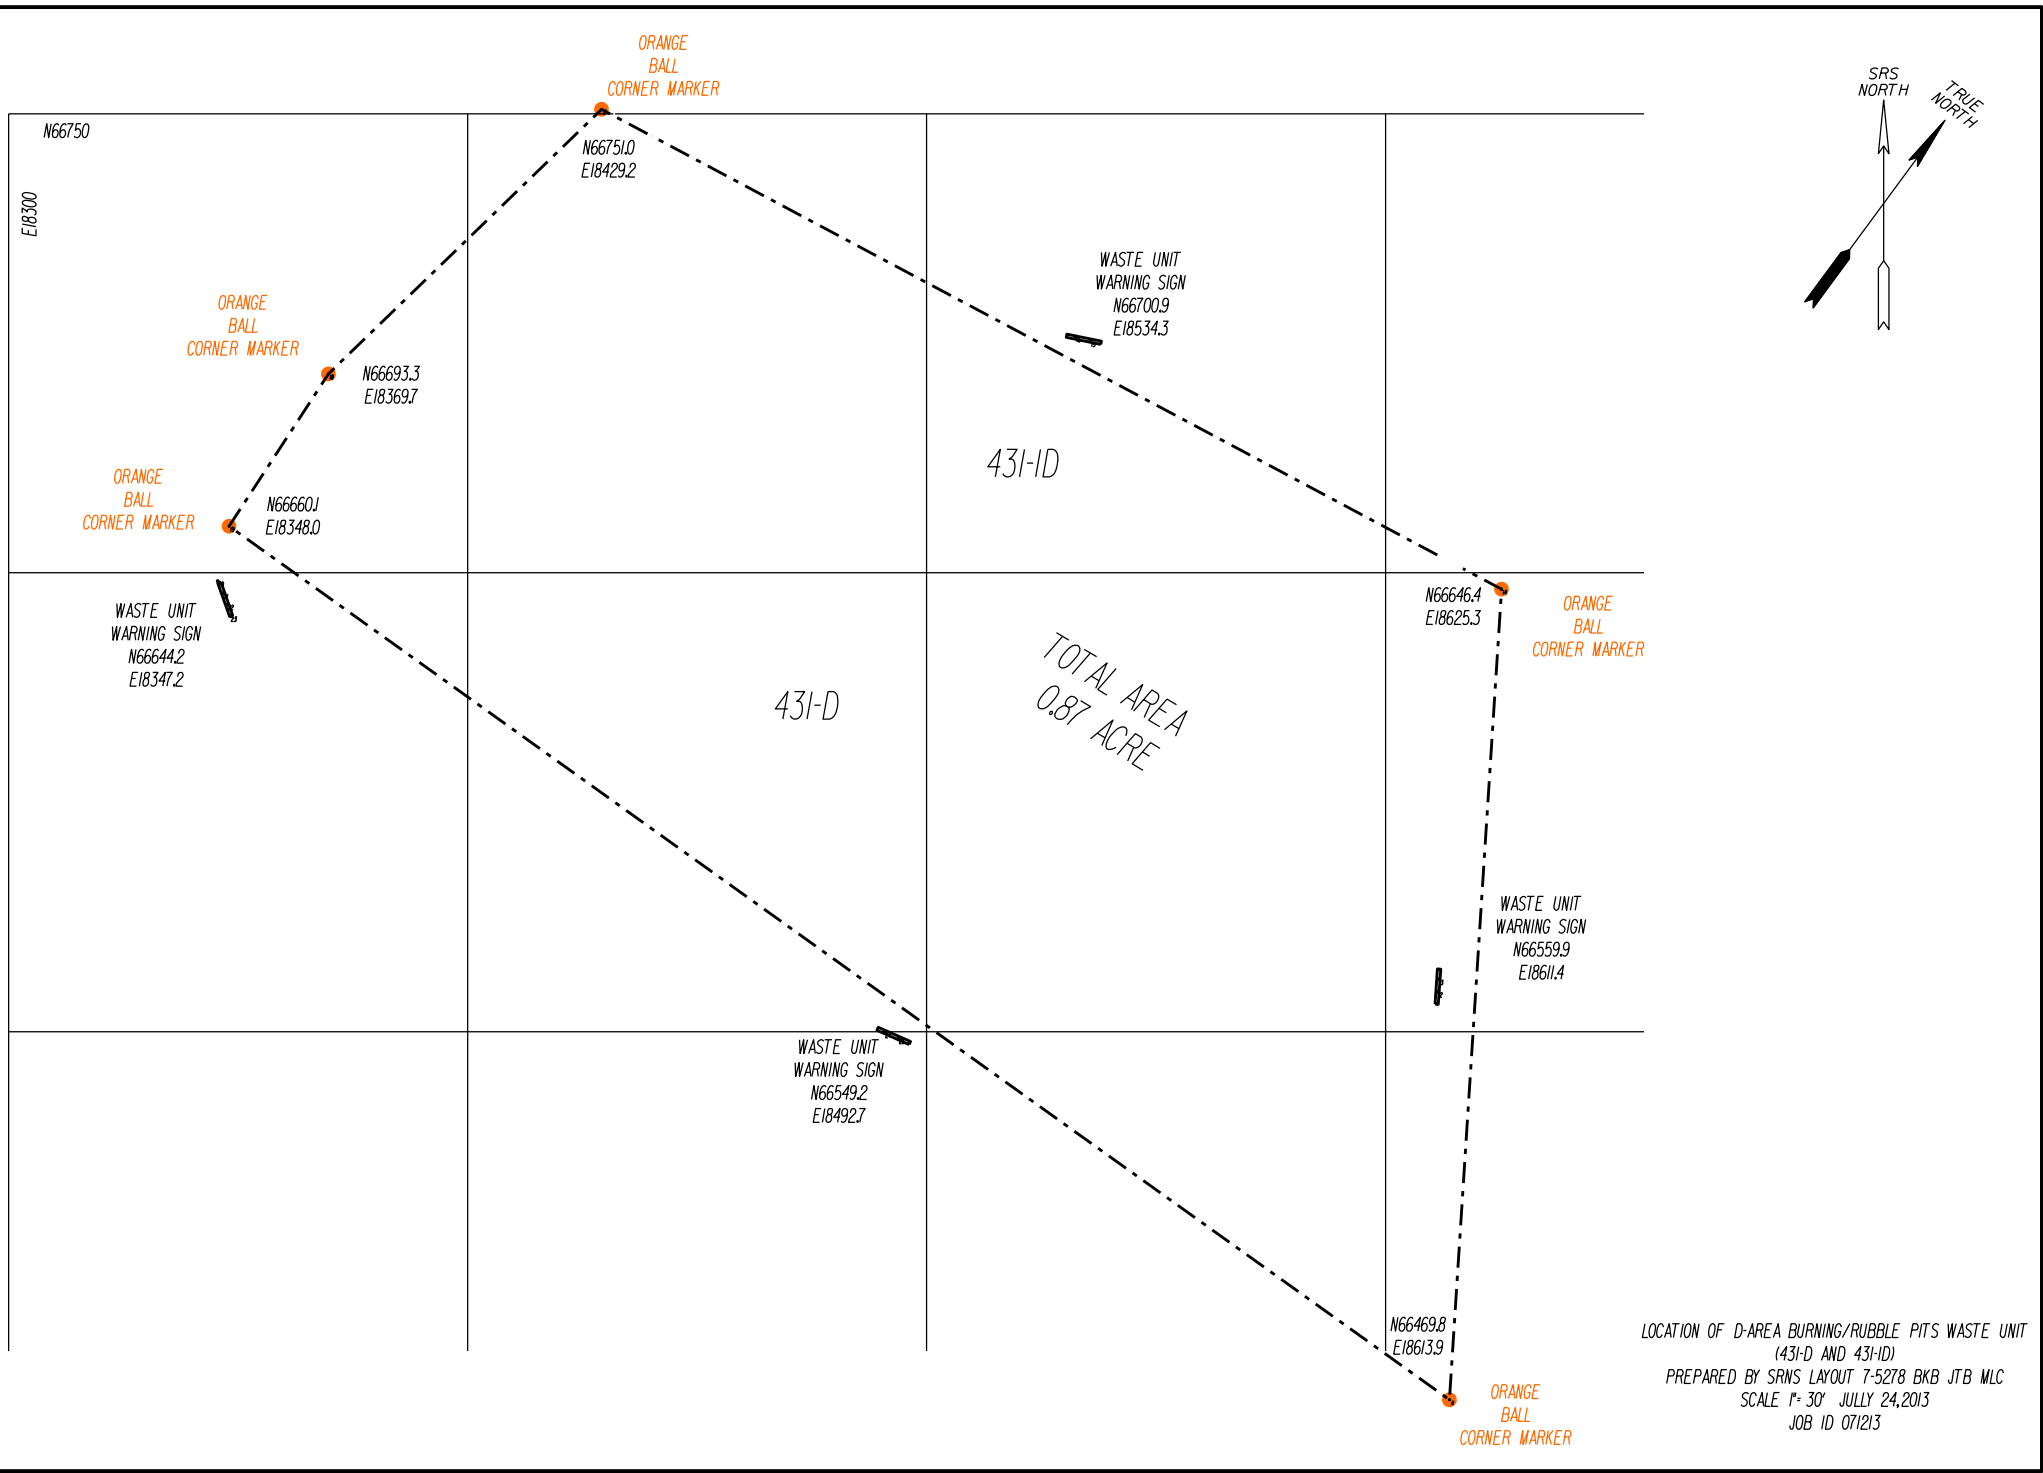 ORANGE
BALL
CORNER MARKER
SRS
NORTH
TRUE
NORTH
N66750
E18300
N66751.0
E18429.2
WASTE UNIT
WARNING SIGN
N66700.9
E18534.3
ORANGE
BALL
CORNER MARKER
N66693.3
E18369.7
431-1D
ORANGE
BALL
CORNER MARKER
N66660.1
E18348.0
WASTE UNIT
WARNING SIGN
N66644.2
E18347.2
N66646.4
E18625.3
ORANGE
BALL
CORNER MARKER
TOTAL AREA
0.87 ACRE
431-D
WASTE UNIT
WARNING SIGN
N66559.9
E18611.4
WASTE UNIT
WARNING SIGN
N66549.2
E18492.7
N66469.8
E18613.9
ORANGE
BALL
CORNER MARKER
LOCATION OF D-AREA BURNING/RUBBLE PITS WASTE UNIT
(431-D AND 431-1D)
PREPARED BY SRNS LAYOUT 7-5278 BKB JTB MLC
SCALE 1"= 30' JULLY 24,2013
JOB ID 071213